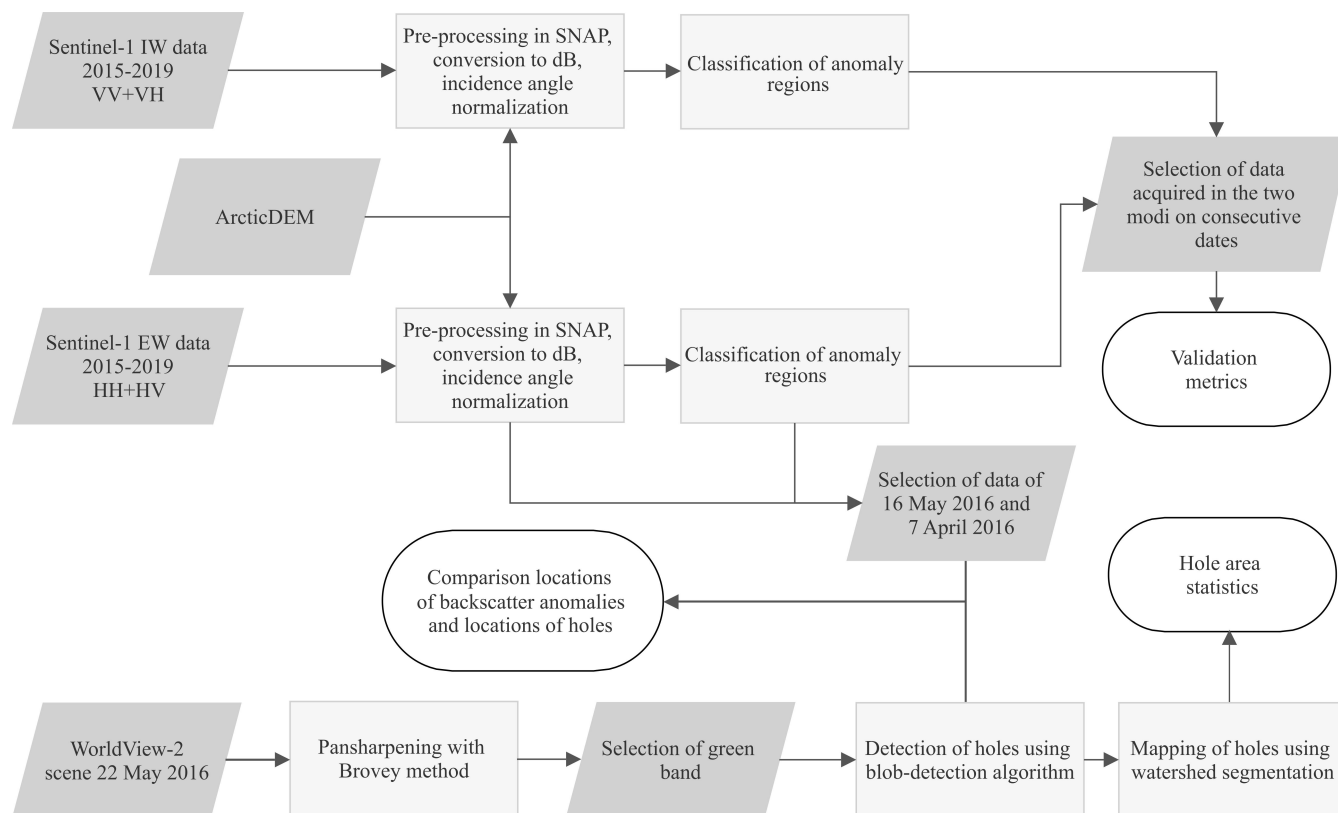 Sentinel-1 IW data
2015-2019
VV+VH
Pre-processing in SNAP,
conversion to dB,
incidence angle
normalization
Classification of anomaly
regions
ArcticDEM
Selection of data
acquired in the two
modi on consecutive
dates
Sentinel-1 EW data
2015-2019
HH+HV
Pre-processing in SNAP,
conversion to dB,
incidence angle
normalization
Classification of anomaly
regions
Validation
metrics
Selection of data of
16 May 2016 and
7 April 2016
Comparison locations
of backscatter anomalies
and locations of holes
Hole area
statistics
WorldView-2
scene 22 May 2016
Pansharpening with
Brovey method
Selection of green
band
Detection of holes using
blob-detection algorithm
Mapping of holes using
watershed segmentation